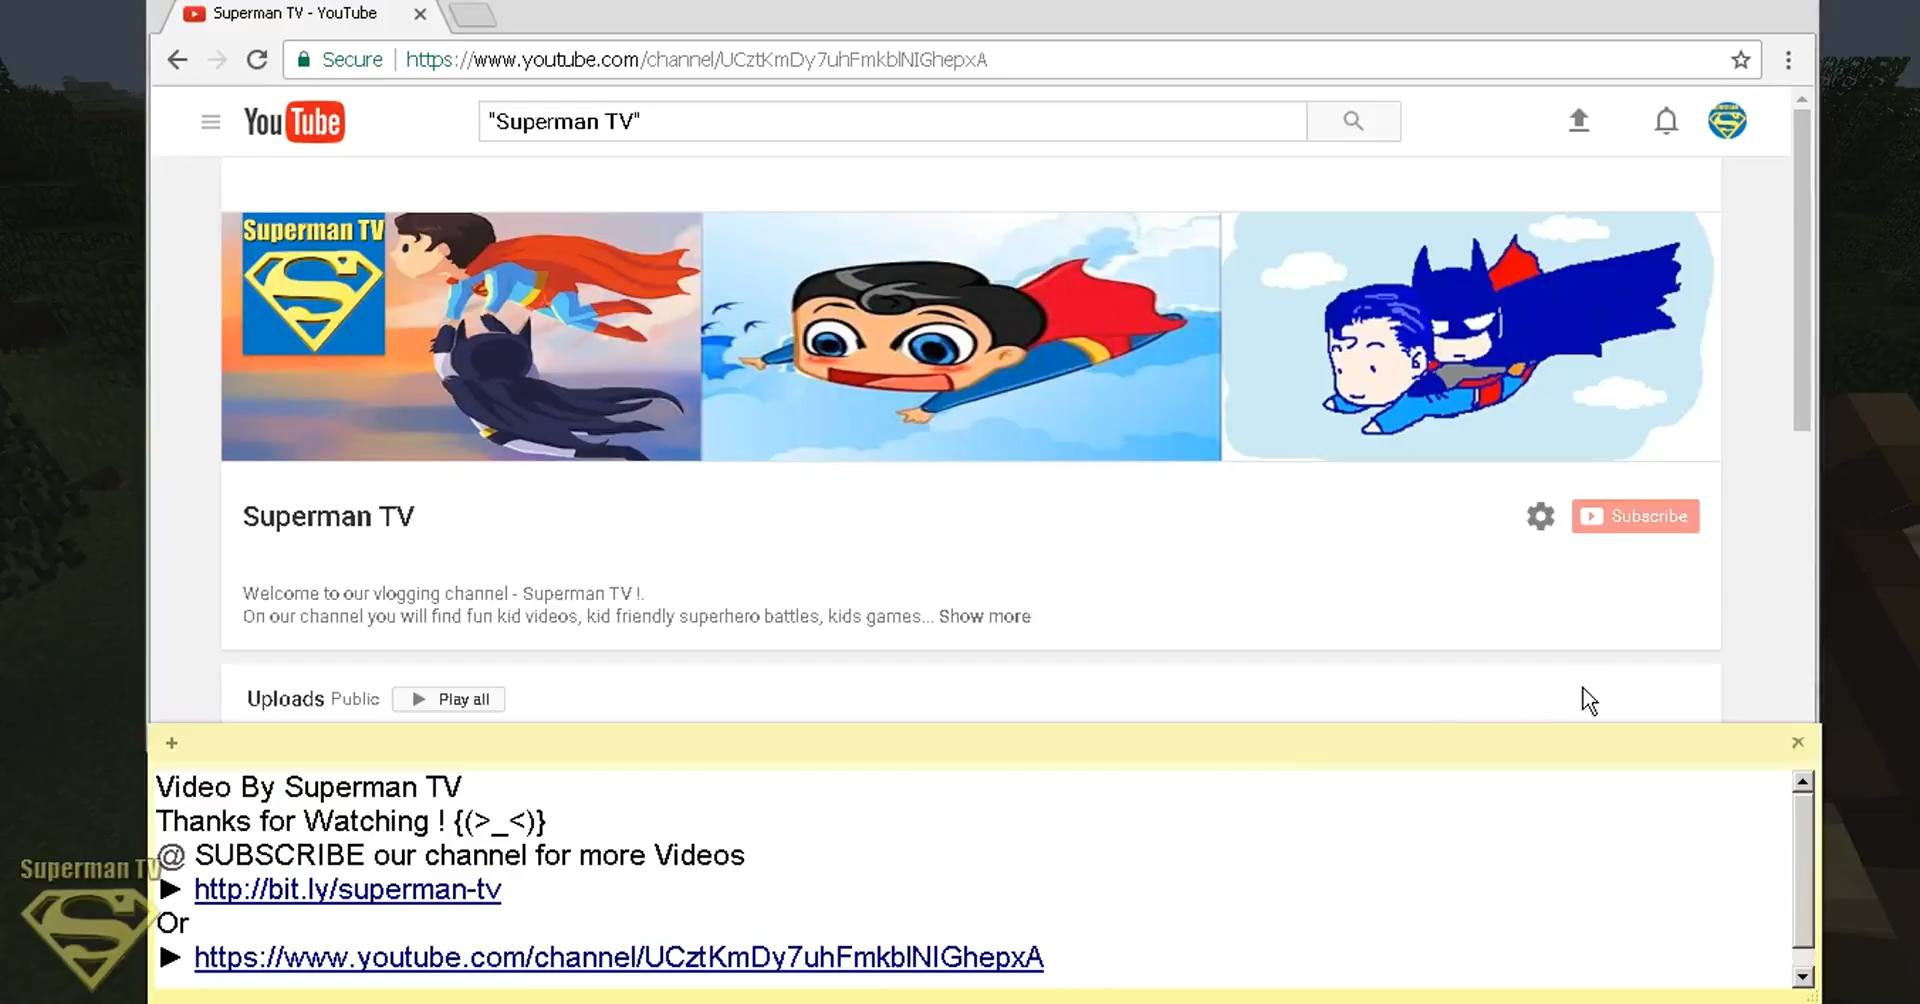 Superman TV - YouTube
Secure https://www.youtube.com/channel/UCztKmDy7uhFmkblNIGhepxA
YouTube
"Superman TV"
Superman TV
Superman TV
Subscribe
Welcome to our vlogging channel - Superman TV !.
On our channel you will find fun kid videos, kid friendly superhero battles, kids games... Show more
Uploads Public Play all
Video By Superman TV
Thanks for Watching ! {(>_<)}
@ SUBSCRIBE our channel for more Videos
► http://bit.ly/superman-tv
Or
► https://www.youtube.com/channel/UCztKmDy7uhFmkblNIGhepxA
Superman TV